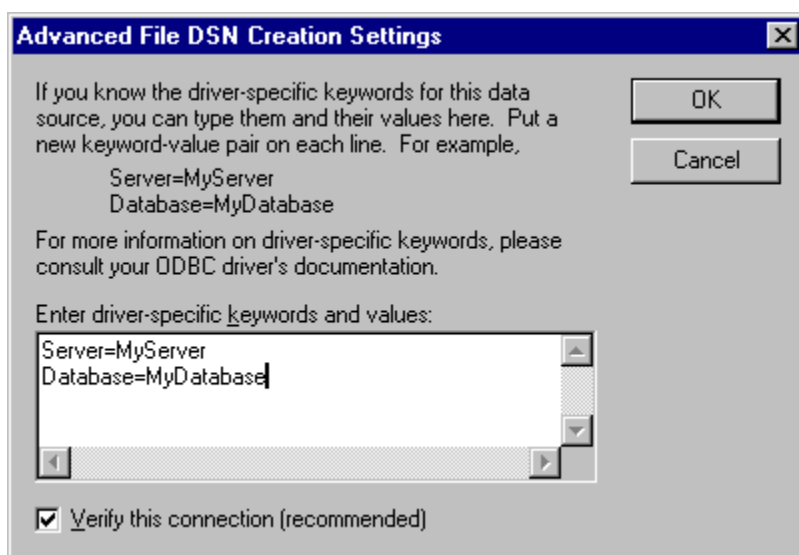 Advanced File DSN Creation Settings
If you know the driver-specific keywords for this data
source, you can type them and their values here.  Put a
new keyword-value pair on each line.  For example,
Server=MyServer
Database=MyDatabase
For more information on driver-specific keywords, please
consult your ODBC driver's documentation.
Enter driver-specific keywords and values:
Server=MyServer
Database=MyDatabase
Verify this connection (recommended)
OK
Cancel